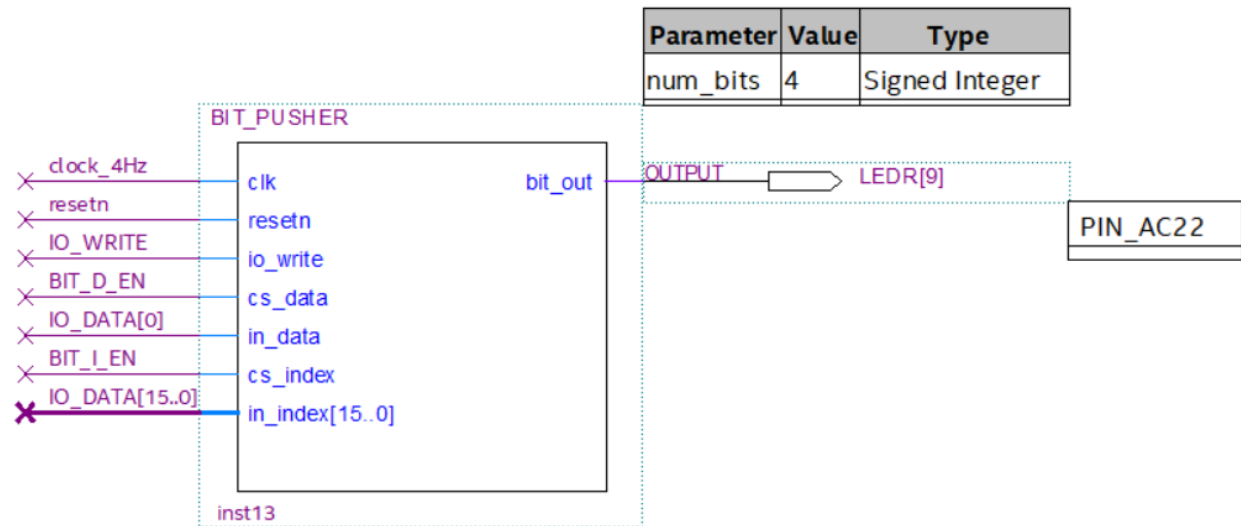 Parameter Value Type
num_bits 4 Signed Integer
BIT_PUSHER
clock_4Hz clk bit_out OUTPUT LEDR[9]
resetn resetn
PIN_AC22
IO_WRITE io_write
BIT_D_EN cs_data
IO_DATA[0] in_data
BIT_I_EN cs_index
IO_DATA[15..0] in_index[15..0]
inst13